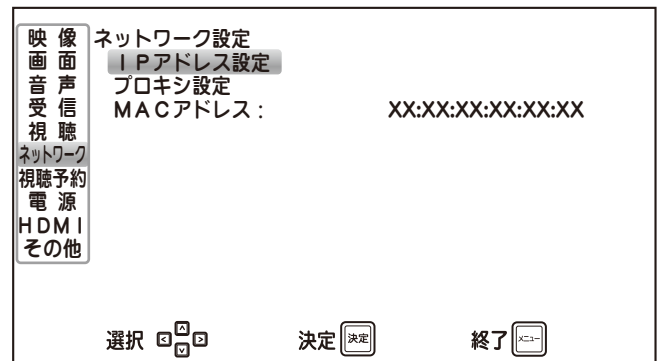 映像
画面
音声
受信
視聴
ネットワーク
視聴予約
電源
HDMI
その他
ネットワーク設定
IPアドレス設定
プロキシ設定
MACアドレス: XX:XX:XX:XX:XX:XX
選択 決定 決定 終了 メニュー